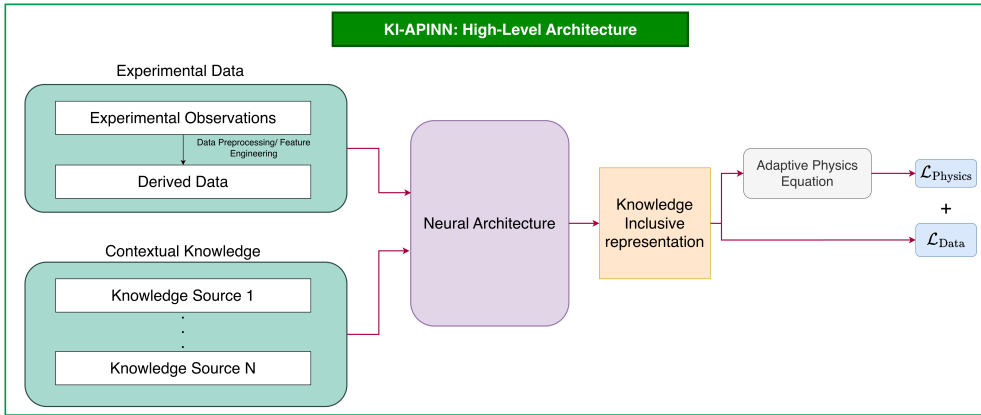 KI-APINN: High-Level Architecture
Experimental Data
Experimental Observations
Data Preprocessing/ Feature
Engineering
Derived Data
Contextual Knowledge
Knowledge Source 1
.
.
.
Knowledge Source N
Neural Architecture
Knowledge
Inclusive
representation
Adaptive Physics
Equation
ℒPhysics
+
ℒData